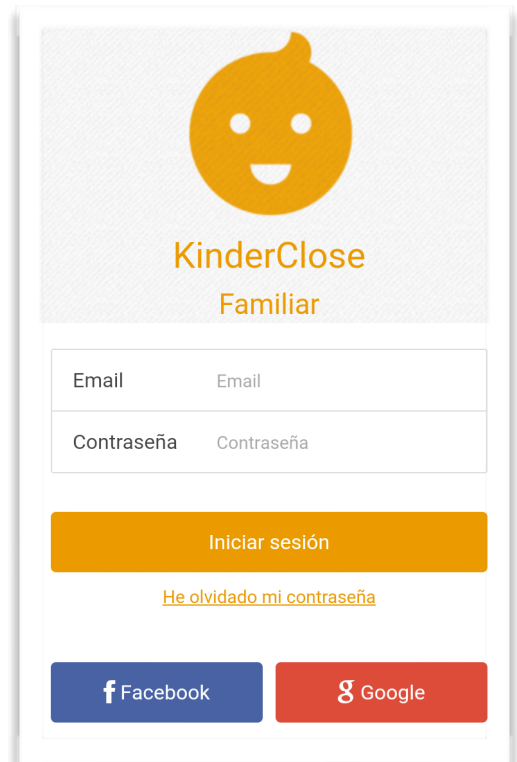 KinderClose
Familiar
Email Email
Contraseña Contraseña
Iniciar sesión
He olvidado mi contraseña
f Facebook g Google